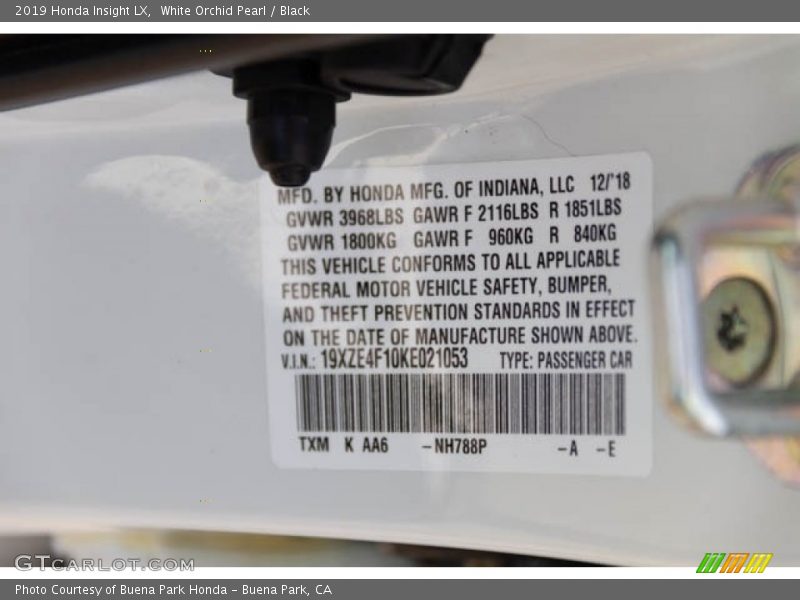 2019 Honda Insight LX, White Orchid Pearl / Black
MFD. BY HONDA MFG. OF INDIANA, LLC 12/'18
GVWR 3968LBS GAWR F 2116LBS R 1851LBS
GVWR 1800KG GAWR F 960KG R 840KG
THIS VEHICLE CONFORMS TO ALL APPLICABLE
FEDERAL MOTOR VEHICLE SAFETY, BUMPER,
AND THEFT PREVENTION STANDARDS IN EFFECT
ON THE DATE OF MANUFACTURE SHOWN ABOVE.
V.I.N.: 19XZE4F10KE021053 TYPE: PASSENGER CAR
TXM K AA6 -NH788P -A -E
GTcarlot.com
Photo Courtesy of Buena Park Honda - Buena Park, CA